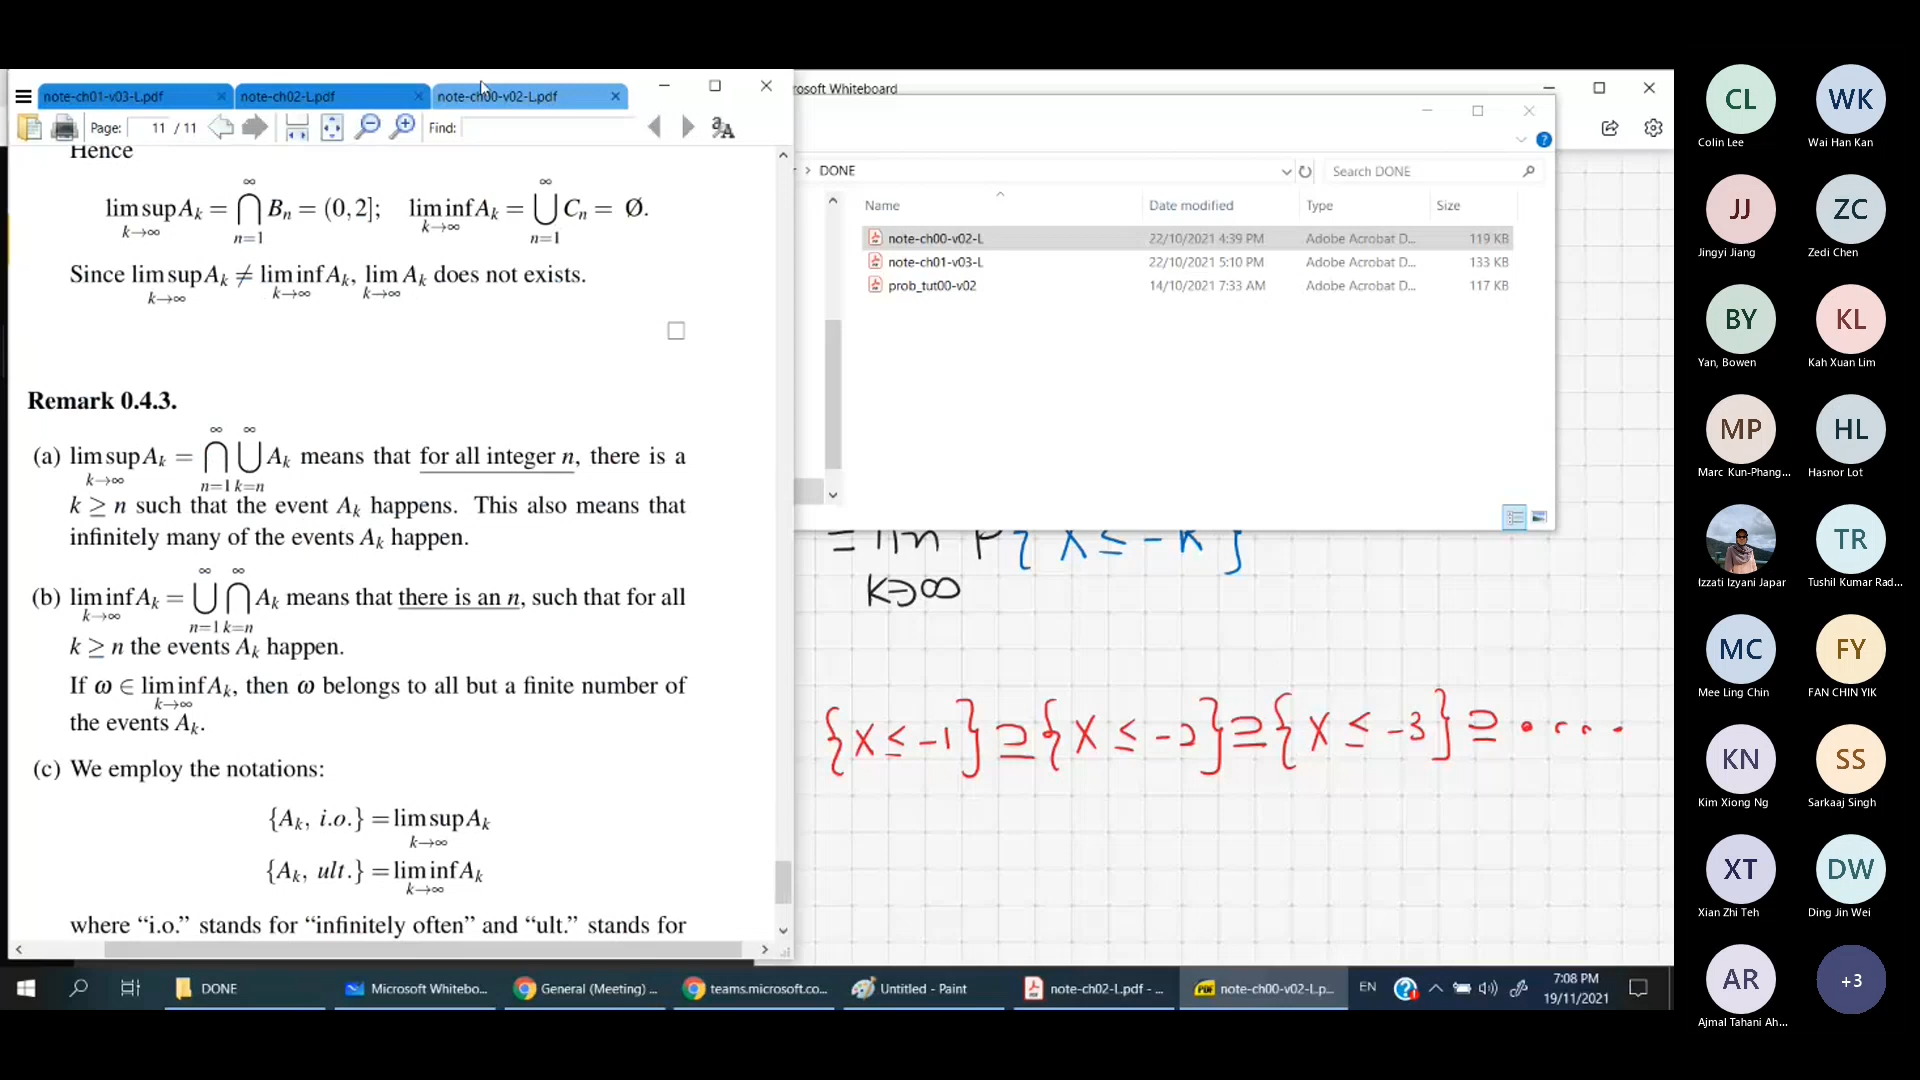 note-ch01-v03-L.pdf
note-ch02-L.pdf
note-ch00-v02-L.pdf
Page: 11 / 11
Find:
Hence
lim sup A_k = ⋂_{n=1}^∞ B_n = (0,2]; lim inf A_k = ⋃_{n=1}^∞ C_n = Ø.
k→∞ k→∞
Since lim sup A_k ≠ lim inf A_k, lim A_k does not exists.
k→∞ k→∞ k→∞
□
Remark 0.4.3.
(a) lim sup A_k = ⋂_{n=1}^∞ ⋃_{k=n}^∞ A_k means that for all integer n, there is a
k→∞
k ≥ n such that the event A_k happens. This also means that
infinitely many of the events A_k happen.
(b) lim inf A_k = ⋃_{n=1}^∞ ⋂_{k=n}^∞ A_k means that there is an n, such that for all
k→∞
k ≥ n the events A_k happen.
If ω ∈ lim inf A_k, then ω belongs to all but a finite number of
k→∞
the events A_k.
(c) We employ the notations:
{A_k, i.o.} = lim sup A_k
k→∞
{A_k, ult.} = lim inf A_k
k→∞
where “i.o.” stands for “infinitely often” and “ult.” stands for
rosoft Whiteboard
DONE
Search DONE
Name Date modified Type Size
note-ch00-v02-L 22/10/2021 4:39 PM Adobe Acrobat D... 119 KB
note-ch01-v03-L 22/10/2021 5:10 PM Adobe Acrobat D... 133 KB
prob_tut00-v02 14/10/2021 7:33 AM Adobe Acrobat D... 117 KB
= lim P{ X ≤ -k }
k→∞
{X ≤ -1} ⊇ {X ≤ -2} ⊇ {X ≤ -3} ⊇ .....
DONE
Microsoft Whitebo...
General (Meeting) ...
teams.microsoft.co...
Untitled - Paint
note-ch02-L.pdf - ...
note-ch00-v02-L.p...
EN
7:08 PM
19/11/2021
CL
Colin Lee
WK
Wai Han Kan
JJ
Jingyi Jiang
ZC
Zedi Chen
BY
Yan, Bowen
KL
Kah Xuan Lim
MP
Marc Kun-Phang...
HL
Hasnor Lot
Izzati Izyani Japar
TR
Tushil Kumar Rad...
MC
Mee Ling Chin
FY
FAN CHIN YIK
KN
Kim Xiong Ng
SS
Sarkaaj Singh
XT
Xian Zhi Teh
DW
Ding Jin Wei
AR
Ajmal Tahani Ah...
+3